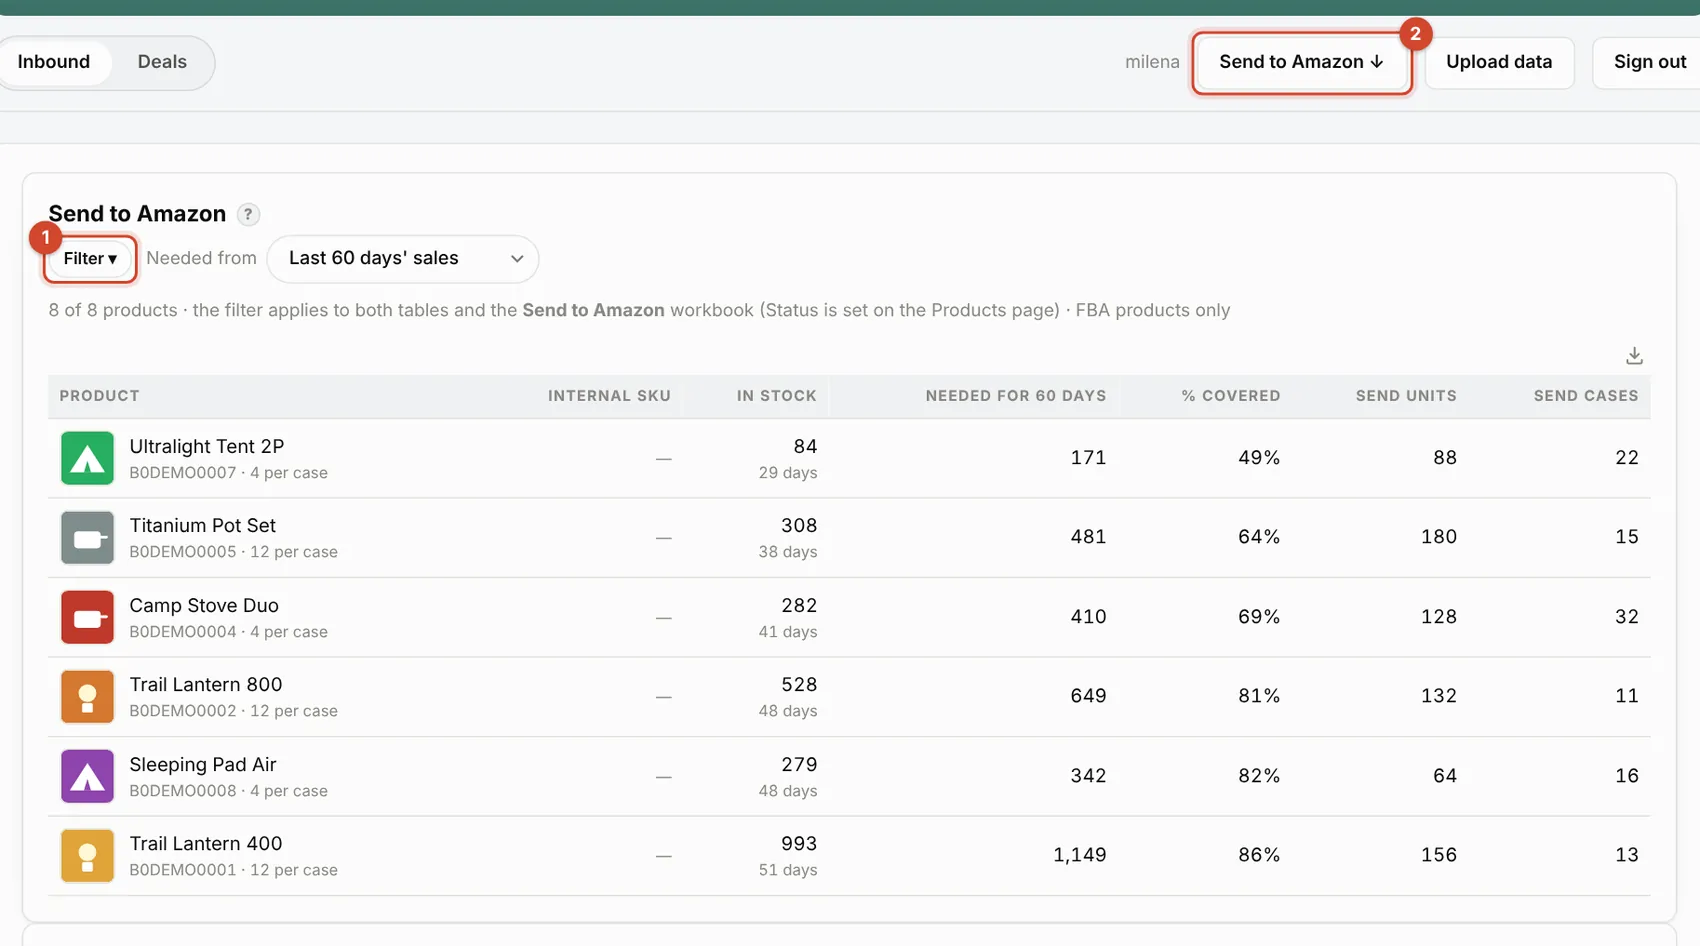 Inbound Deals milena Send to Amazon ↓ 2 Upload data Sign out
Send to Amazon ?
1 Filter ▾ Needed from Last 60 days' sales
8 of 8 products · the filter applies to both tables and the Send to Amazon workbook (Status is set on the Products page) · FBA products only
PRODUCT INTERNAL SKU IN STOCK NEEDED FOR 60 DAYS % COVERED SEND UNITS SEND CASES
Ultralight Tent 2P — 84 171 49% 88 22
B0DEMO0007 · 4 per case 29 days
Titanium Pot Set — 308 481 64% 180 15
B0DEMO0005 · 12 per case 38 days
Camp Stove Duo — 282 410 69% 128 32
B0DEMO0004 · 4 per case 41 days
Trail Lantern 800 — 528 649 81% 132 11
B0DEMO0002 · 12 per case 48 days
Sleeping Pad Air — 279 342 82% 64 16
B0DEMO0008 · 4 per case 48 days
Trail Lantern 400 — 993 1,149 86% 156 13
B0DEMO0001 · 12 per case 51 days